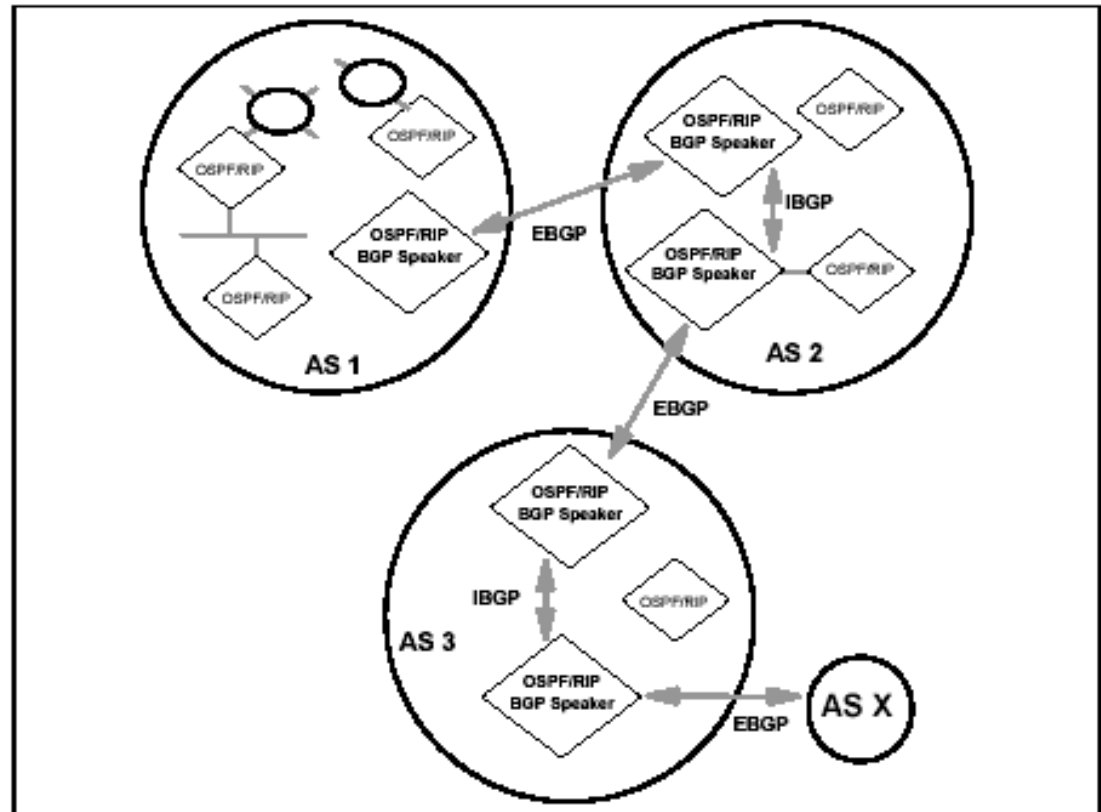 OSPF/RIP
OSPF/RIP
OSPF/RIP
BGP Speaker
OSPF/RIP
AS 1
EBGP
OSPF/RIP
BGP Speaker
OSPF/RIP
IBGP
OSPF/RIP
BGP Speaker
OSPF/RIP
AS 2
EBGP
OSPF/RIP
BGP Speaker
IBGP
OSPF/RIP
AS 3
OSPF/RIP
BGP Speaker
EBGP
AS X